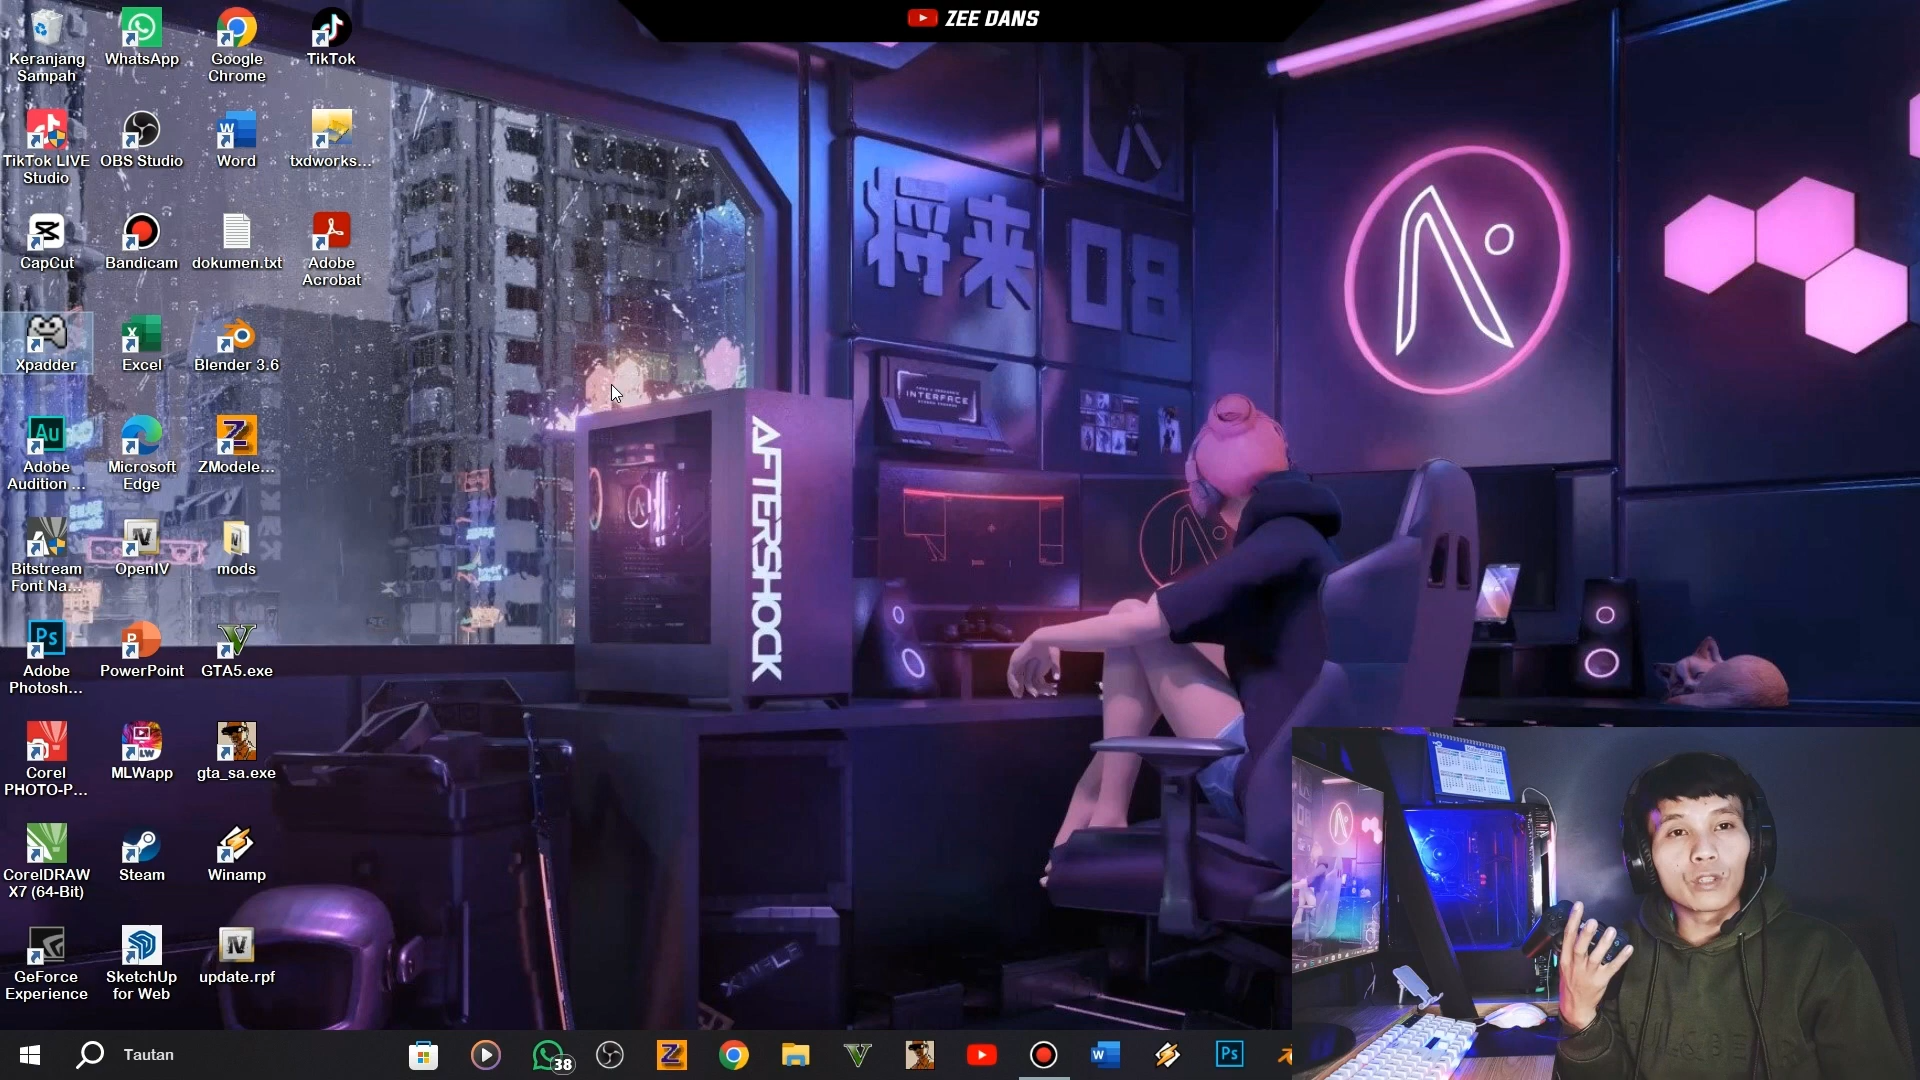 ZEE DANS
Keranjang
Sampah
WhatsApp
Google
Chrome
TikTok
TikTok LIVE
Studio
OBS Studio
Word
txdworks...
CapCut
Bandicam
dokumen.txt
Adobe
Acrobat
Xpadder
Excel
Blender 3.6
Adobe
Audition ...
Microsoft
Edge
ZModele...
Bitstream
Font Na...
OpenIV
mods
Adobe
Photosh...
PowerPoint
GTA5.exe
Corel
PHOTO-P...
MLWapp
gta_sa.exe
CorelDRAW
X7 (64-Bit)
Steam
Winamp
GeForce
Experience
SketchUp
for Web
update.rpf
将来 08
INTERFACE
AFTERSHOCK
Tautan
38